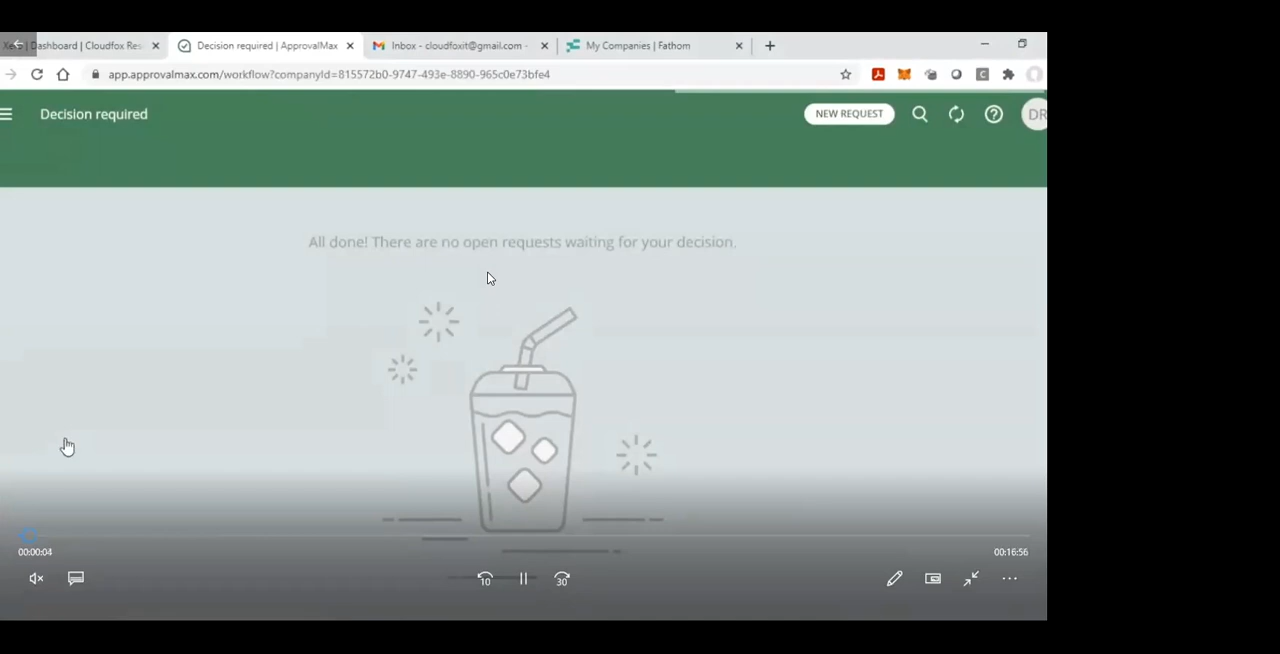 Dashboard | Cloudfox Res
Decision required | ApprovalMax
Inbox - cloudfoxit@gmail.com -
My Companies | Fathom
app.approvalmax.com/workflow?companyId=815572b0-9747-493e-8890-965c0e73bfe4
Decision required
NEW REQUEST
DR
All done! There are no open requests waiting for your decision.
00:00:04
00:16:56
10
30